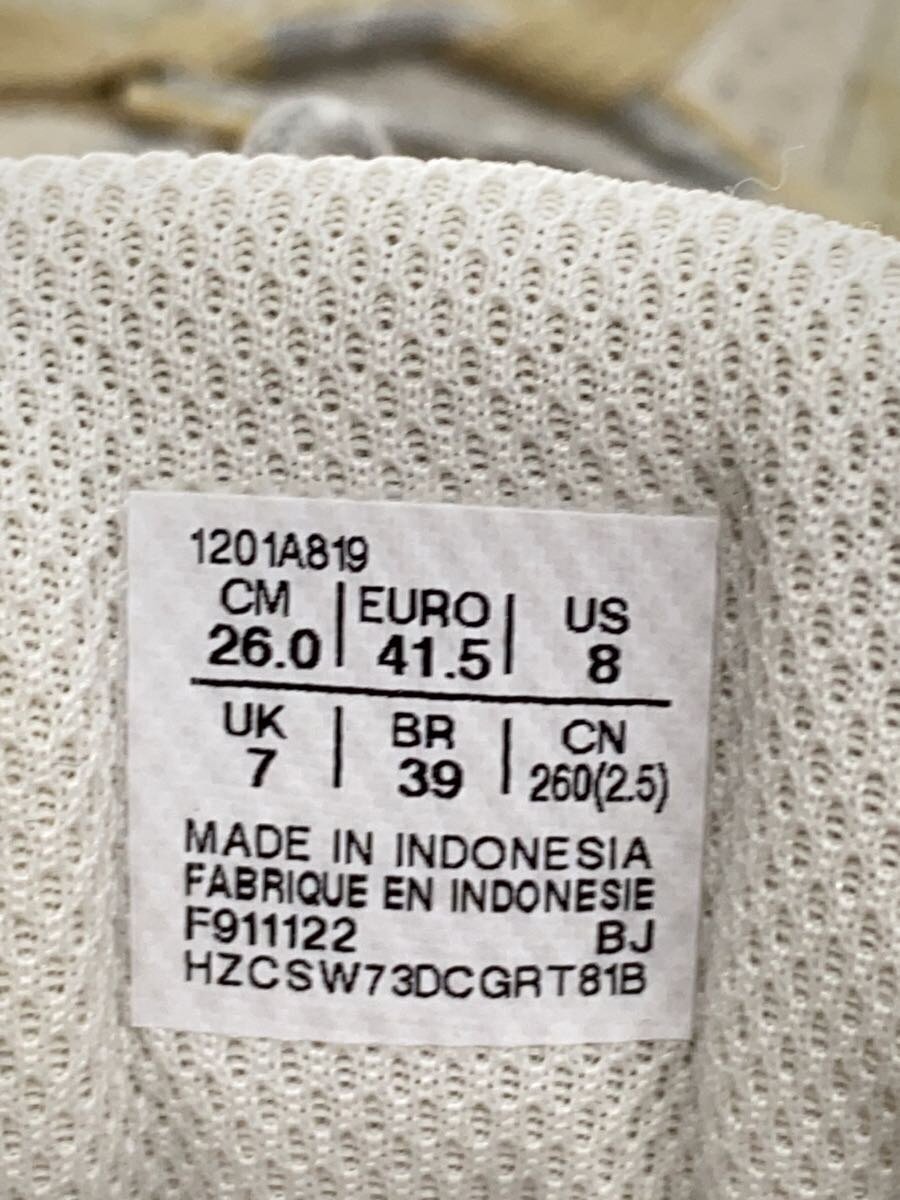 1201A819
CM | EURO | US
26.0 | 41.5 | 8
UK | BR | CN
7 | 39 | 260(2.5)
MADE IN INDONESIA
FABRIQUE EN INDONESIE
F911122 BJ
HZCSW73DCGRT81B